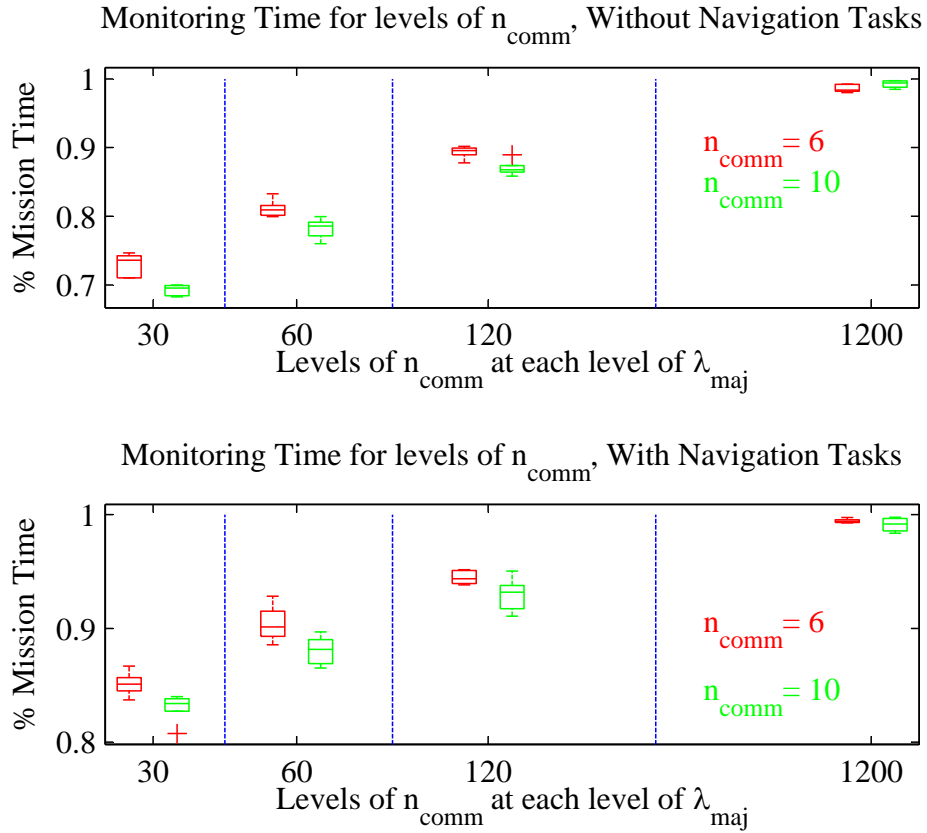 Monitoring Time for levels of n_comm, Without Navigation Tasks
% Mission Time
1
0.9
0.8
0.7
n_comm = 6
n_comm = 10
30 60 120 1200
Levels of n_comm at each level of λ_maj
Monitoring Time for levels of n_comm, With Navigation Tasks
% Mission Time
1
0.9
0.8
n_comm = 6
n_comm = 10
30 60 120 1200
Levels of n_comm at each level of λ_maj